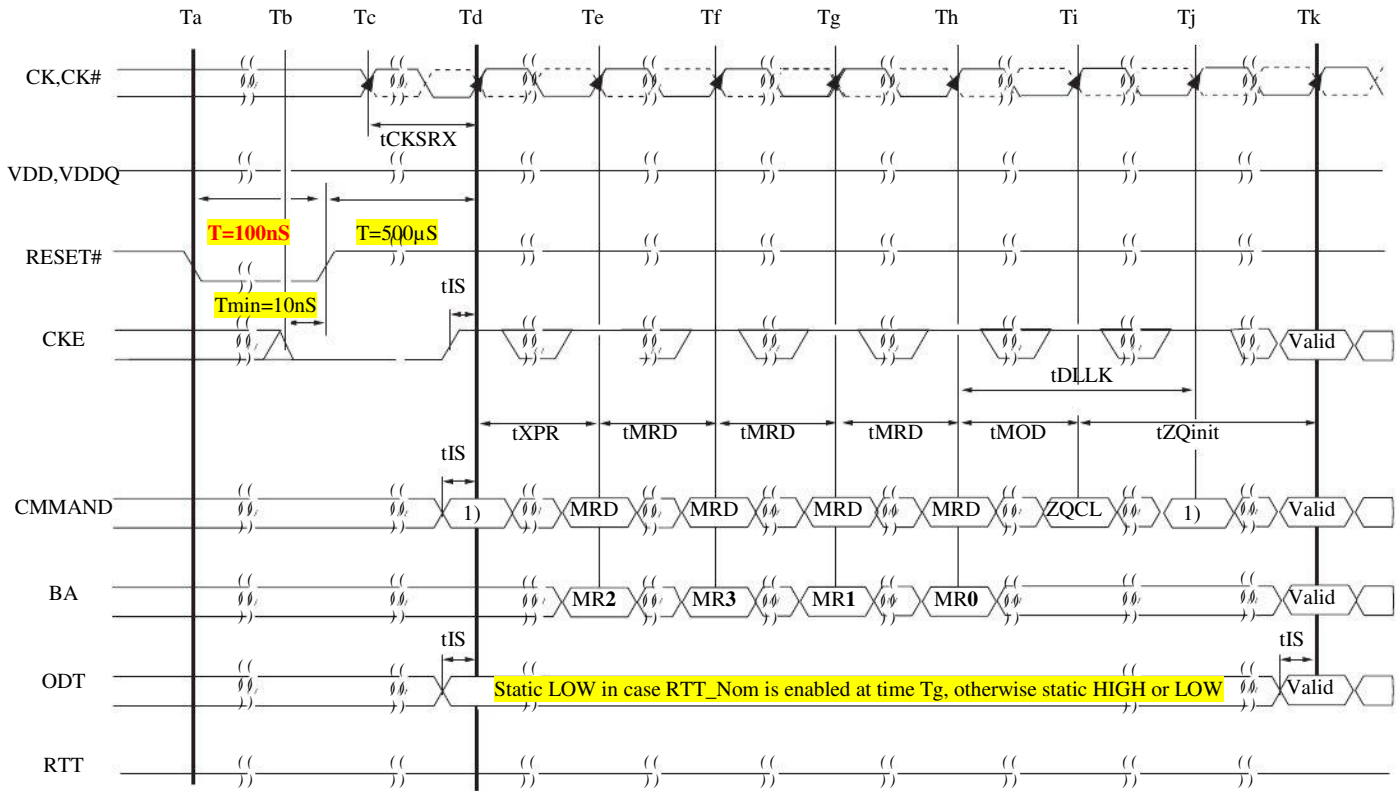 Ta Tb Tc Td Te Tf Tg Th Ti Tj Tk
CK,CK#
tCKSRX
VDD,VDDQ
T=100nS T=500µS
RESET#
Tmin=10nS tIS
CKE Valid
tDLLK
tXPR tMRD tMRD tMRD tMOD tZQinit
tIS
CMMAND 1) MRD MRD MRD MRD ZQCL 1) Valid
BA MR2 MR3 MR1 MR0 Valid
tIS tIS
ODT Static LOW in case RTT_Nom is enabled at time Tg, otherwise static HIGH or LOW Valid
RTT